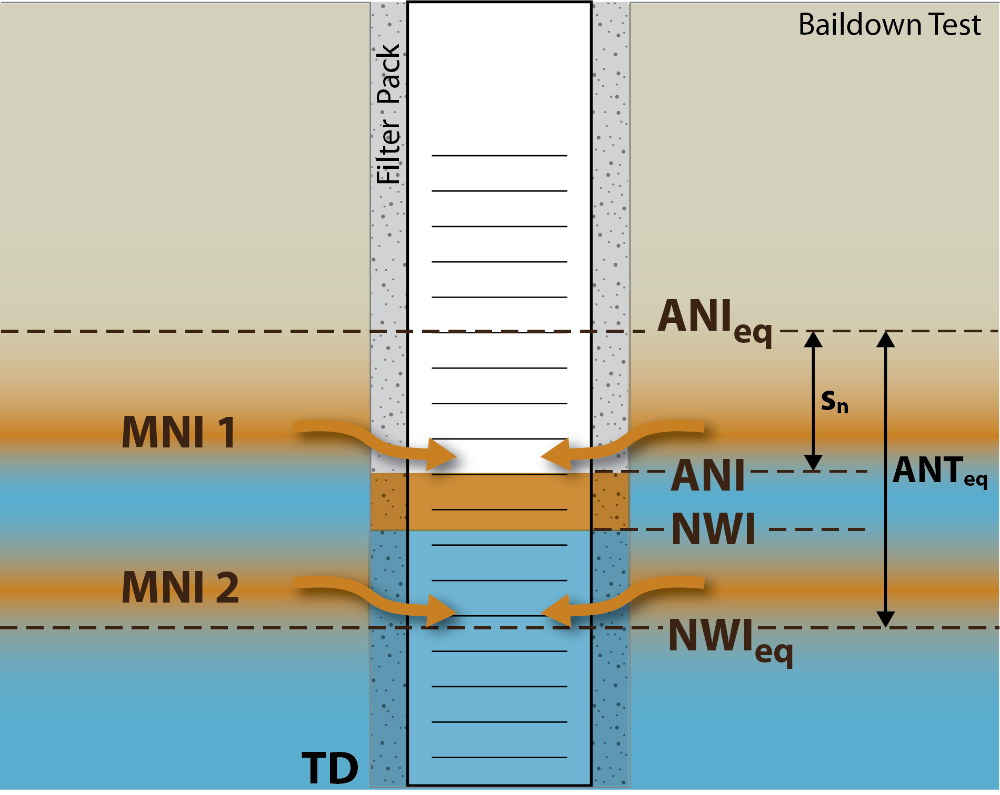 Baildown Test
Filter Pack
ANIeq
sn
MNI 1
ANI
ANTeq
NWI
MNI 2
NWIeq
TD